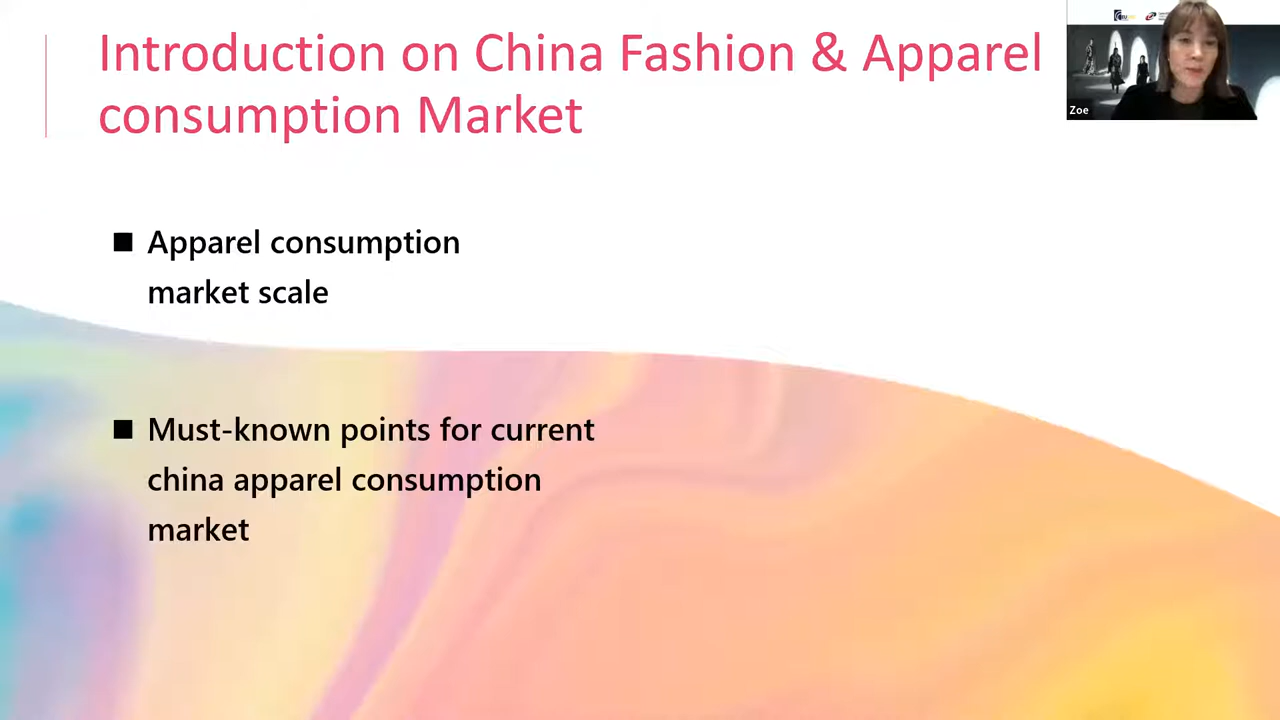 Introduction on China Fashion & Apparel
consumption Market
Zoe
■ Apparel consumption
market scale
■ Must-known points for current
china apparel consumption
market